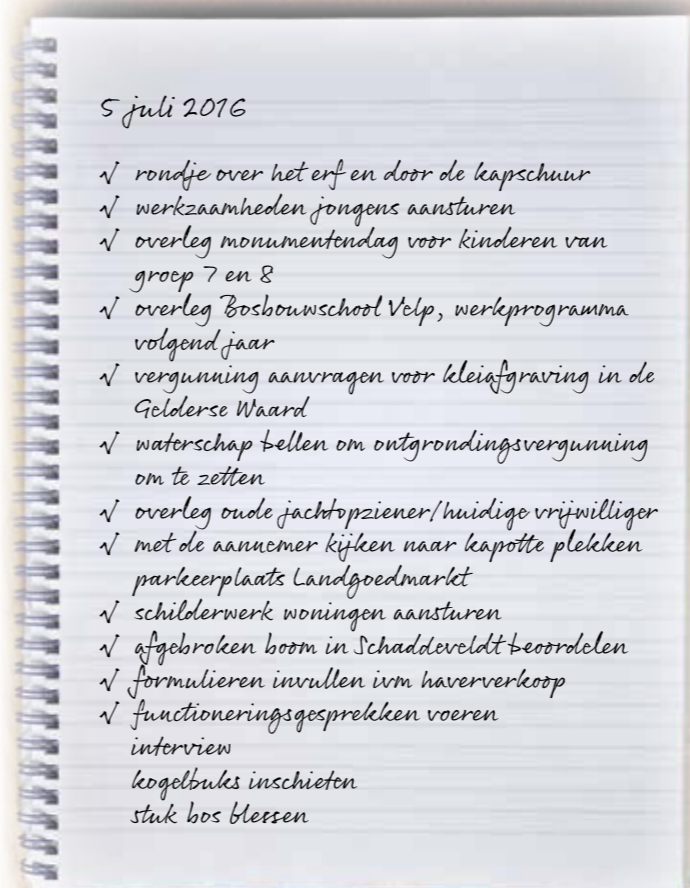 5 juli 2016
√ rondje over het erf en door de kapschuur
√ werkzaamheden jongens aansturen
√ overleg monumentendag voor kinderen van
groep 7 en 8
√ overleg Bosbouwschool Velp, werkprogramma
volgend jaar
√ vergunning aanvragen voor kleiafgraving in de
Gelderse Waard
√ waterschap bellen om ontgrondingsvergunning
om te zetten
√ overleg oude jachtopziener/huidige vrijwilliger
√ met de aannemer kijken naar kapotte plekken
parkeerplaats Landgoedmarkt
√ schilderwerk woningen aansturen
√ afgebroken boom in Schaddeveldt beoordelen
√ formulieren invullen ivm haververkoop
√ functioneringsgesprekken voeren
interview
kogelbuks inschieten
stuk bos blessen